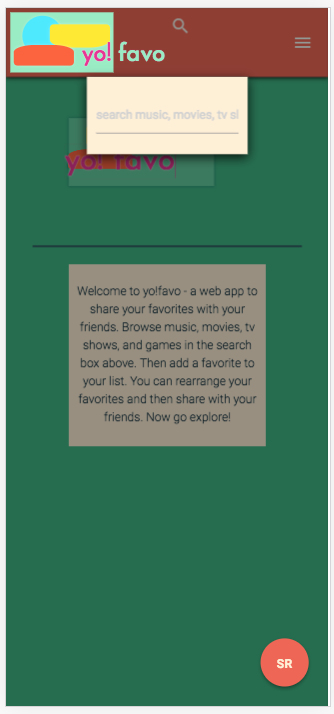 yo! favo
search music, movies, tv s
yo! favo
Welcome to yo!favo - a web app to
share your favorites with your
friends. Browse music, movies, tv
shows, and games in the search
box above. Then add a favorite to
your list. You can rearrange your
favorites and then share with your
friends. Now go explore!
SR